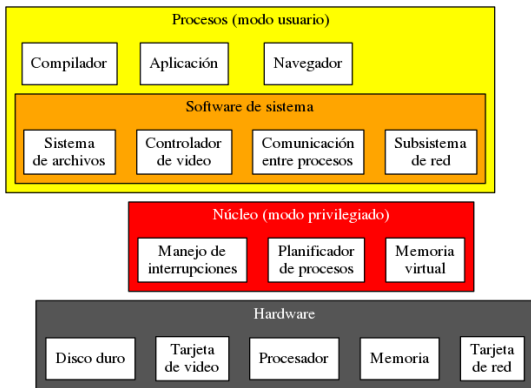 Procesos (modo usuario)
Compilador
Aplicación
Navegador
Software de sistema
Sistema
de archivos
Controlador
de video
Comunicación
entre procesos
Subsistema
de red
Núcleo (modo privilegiado)
Manejo de
interrupciones
Planificador
de procesos
Memoria
virtual
Hardware
Disco duro
Tarjeta
de video
Procesador
Memoria
Tarjeta
de red